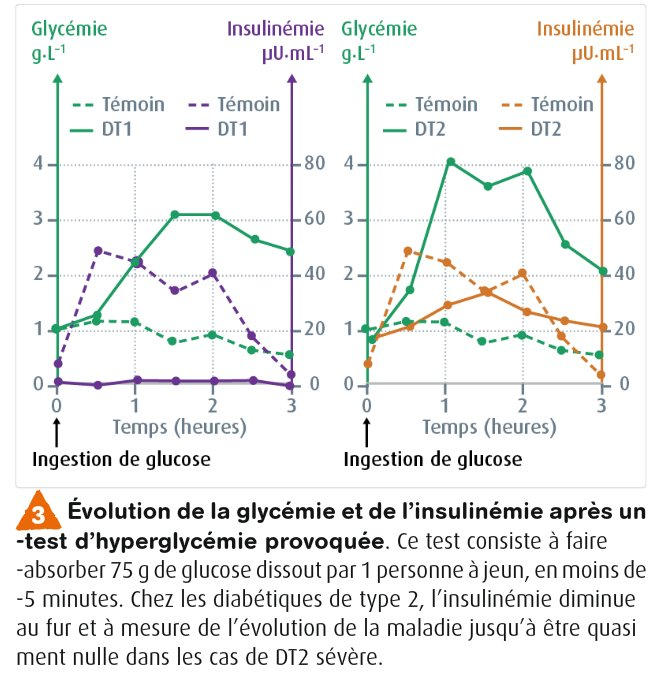 Glycémie
g·L⁻¹
Insulinémie
µU·mL⁻¹
Témoin
Témoin
DT1
DT1
4
80
3
60
2
40
1
20
0
0
0
1
2
3
Temps (heures)
Ingestion de glucose
Glycémie
g·L⁻¹
Insulinémie
µU·mL⁻¹
Témoin
Témoin
DT2
DT2
4
80
3
60
2
40
1
20
0
0
0
1
2
3
Temps (heures)
Ingestion de glucose
3 Évolution de la glycémie et de l’insulinémie après un
-test d’hyperglycémie provoquée. Ce test consiste à faire
-absorber 75 g de glucose dissout par 1 personne à jeun, en moins de
-5 minutes. Chez les diabétiques de type 2, l’insulinémie diminue
au fur et à mesure de l’évolution de la maladie jusqu’à être quasi
ment nulle dans les cas de DT2 sévère.